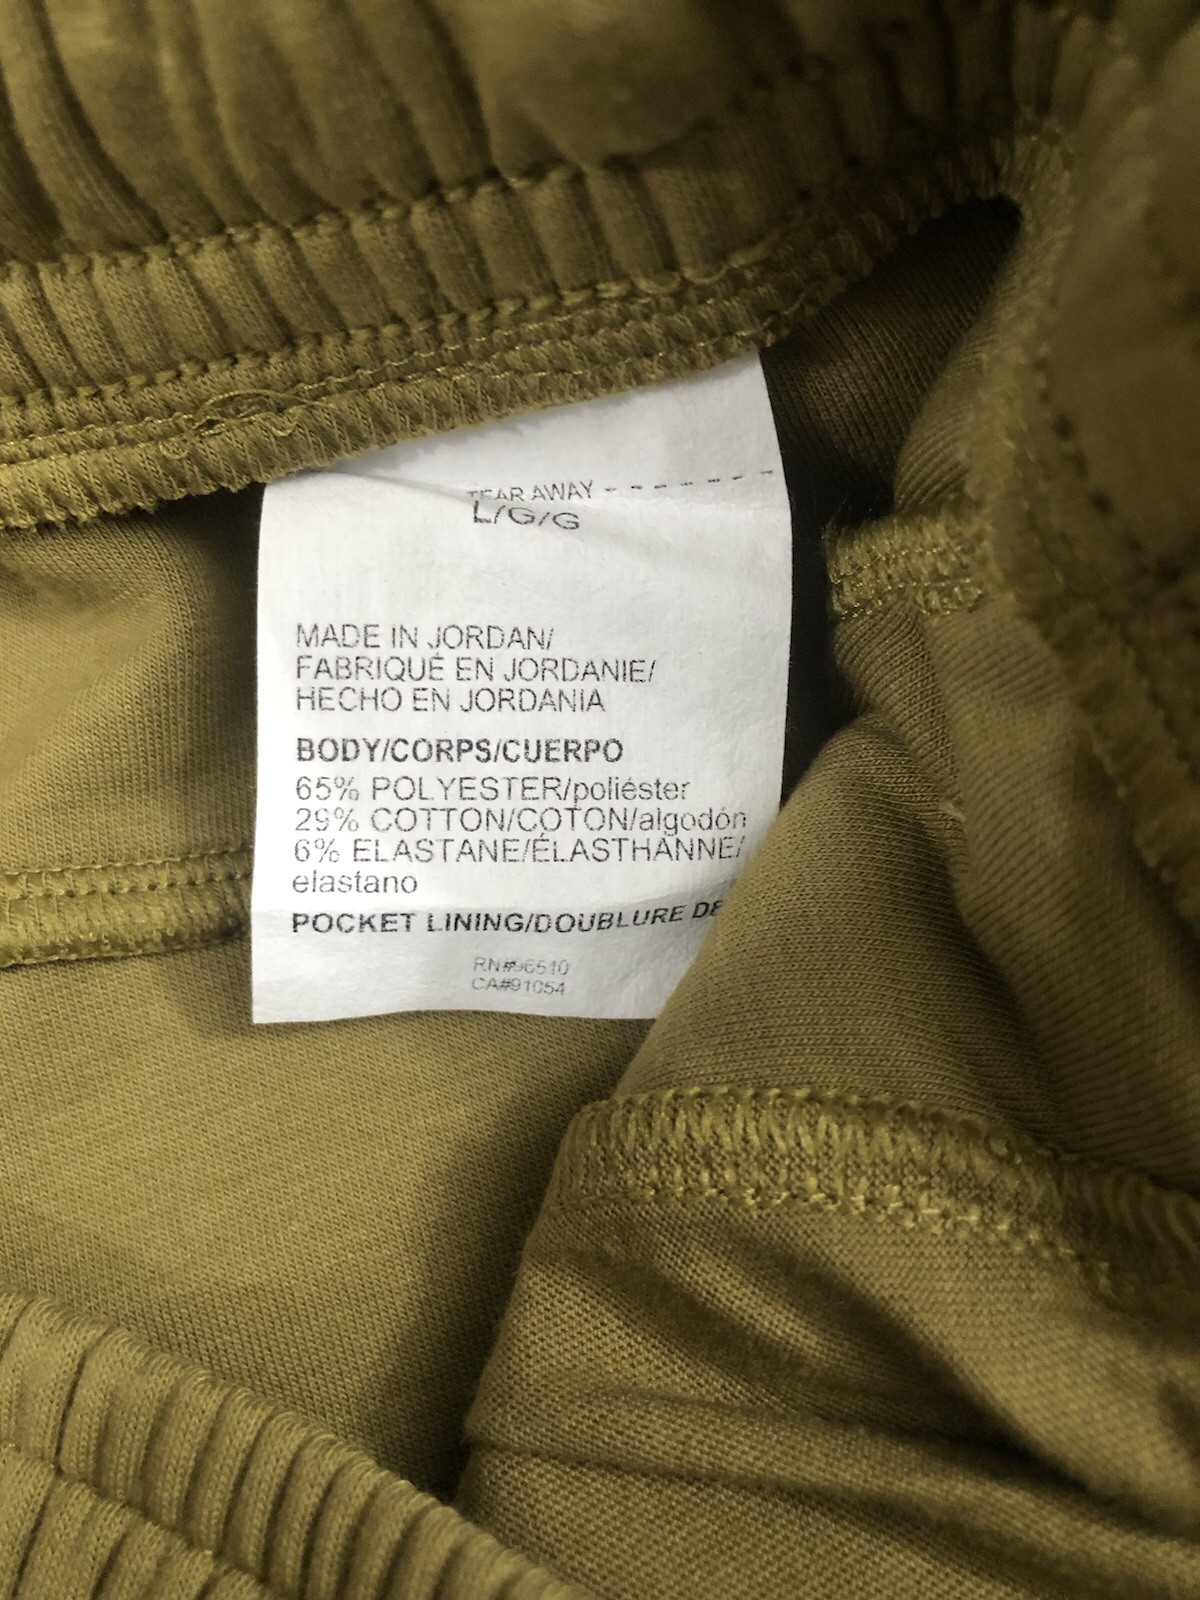 TEAR AWAY - - - - - - -
L/G/G
MADE IN JORDAN/
FABRIQUÉ EN JORDANIE/
HECHO EN JORDANIA
BODY/CORPS/CUERPO
65% POLYESTER/poliéster
29% COTTON/COTON/algodón
6% ELASTANE/ÉLASTHANNE/
elastano
POCKET LINING/DOUBLURE DE
RN#96510
CA#91054